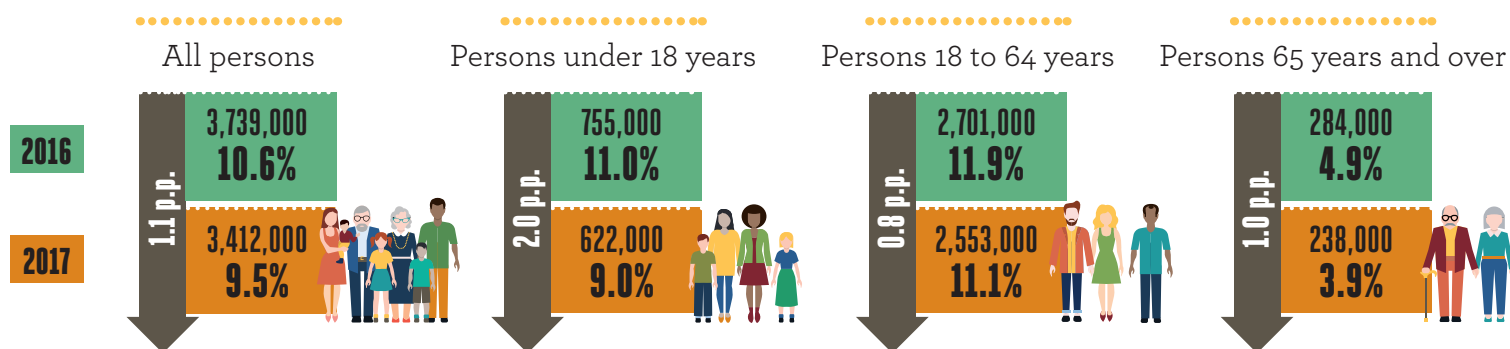 All persons
Persons under 18 years
Persons 18 to 64 years
Persons 65 years and over
2016
1.1 p.p.
3,739,000
10.6%
2.0 p.p.
755,000
11.0%
0.8 p.p.
2,701,000
11.9%
1.0 p.p.
284,000
4.9%
2017
3,412,000
9.5%
622,000
9.0%
2,553,000
11.1%
238,000
3.9%